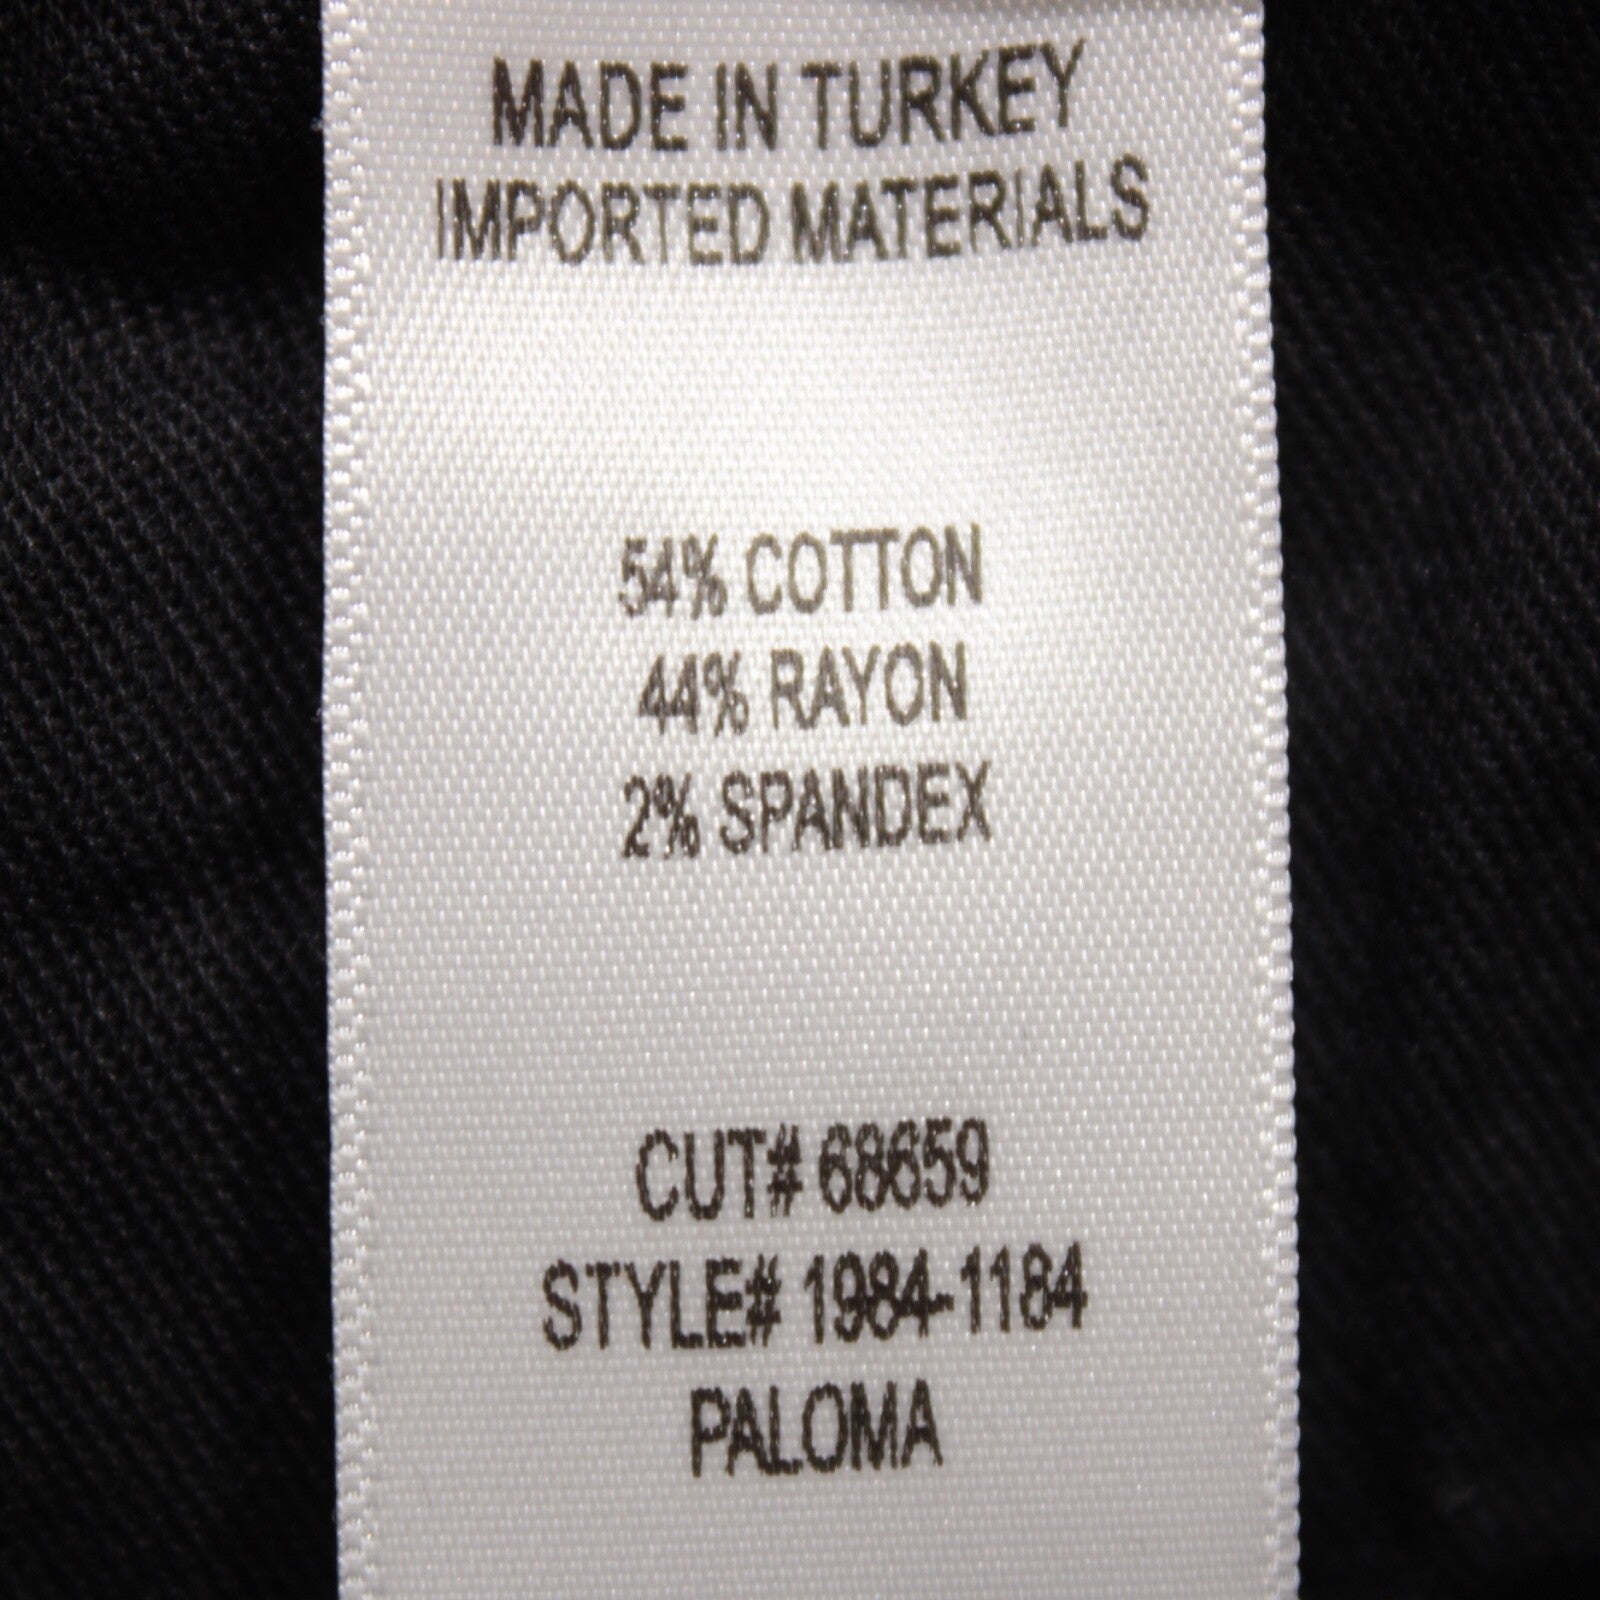 MADE IN TURKEY
IMPORTED MATERIALS
54% COTTON
44% RAYON
2% SPANDEX
CUT# 68659
STYLE# 1984-1184
PALOMA